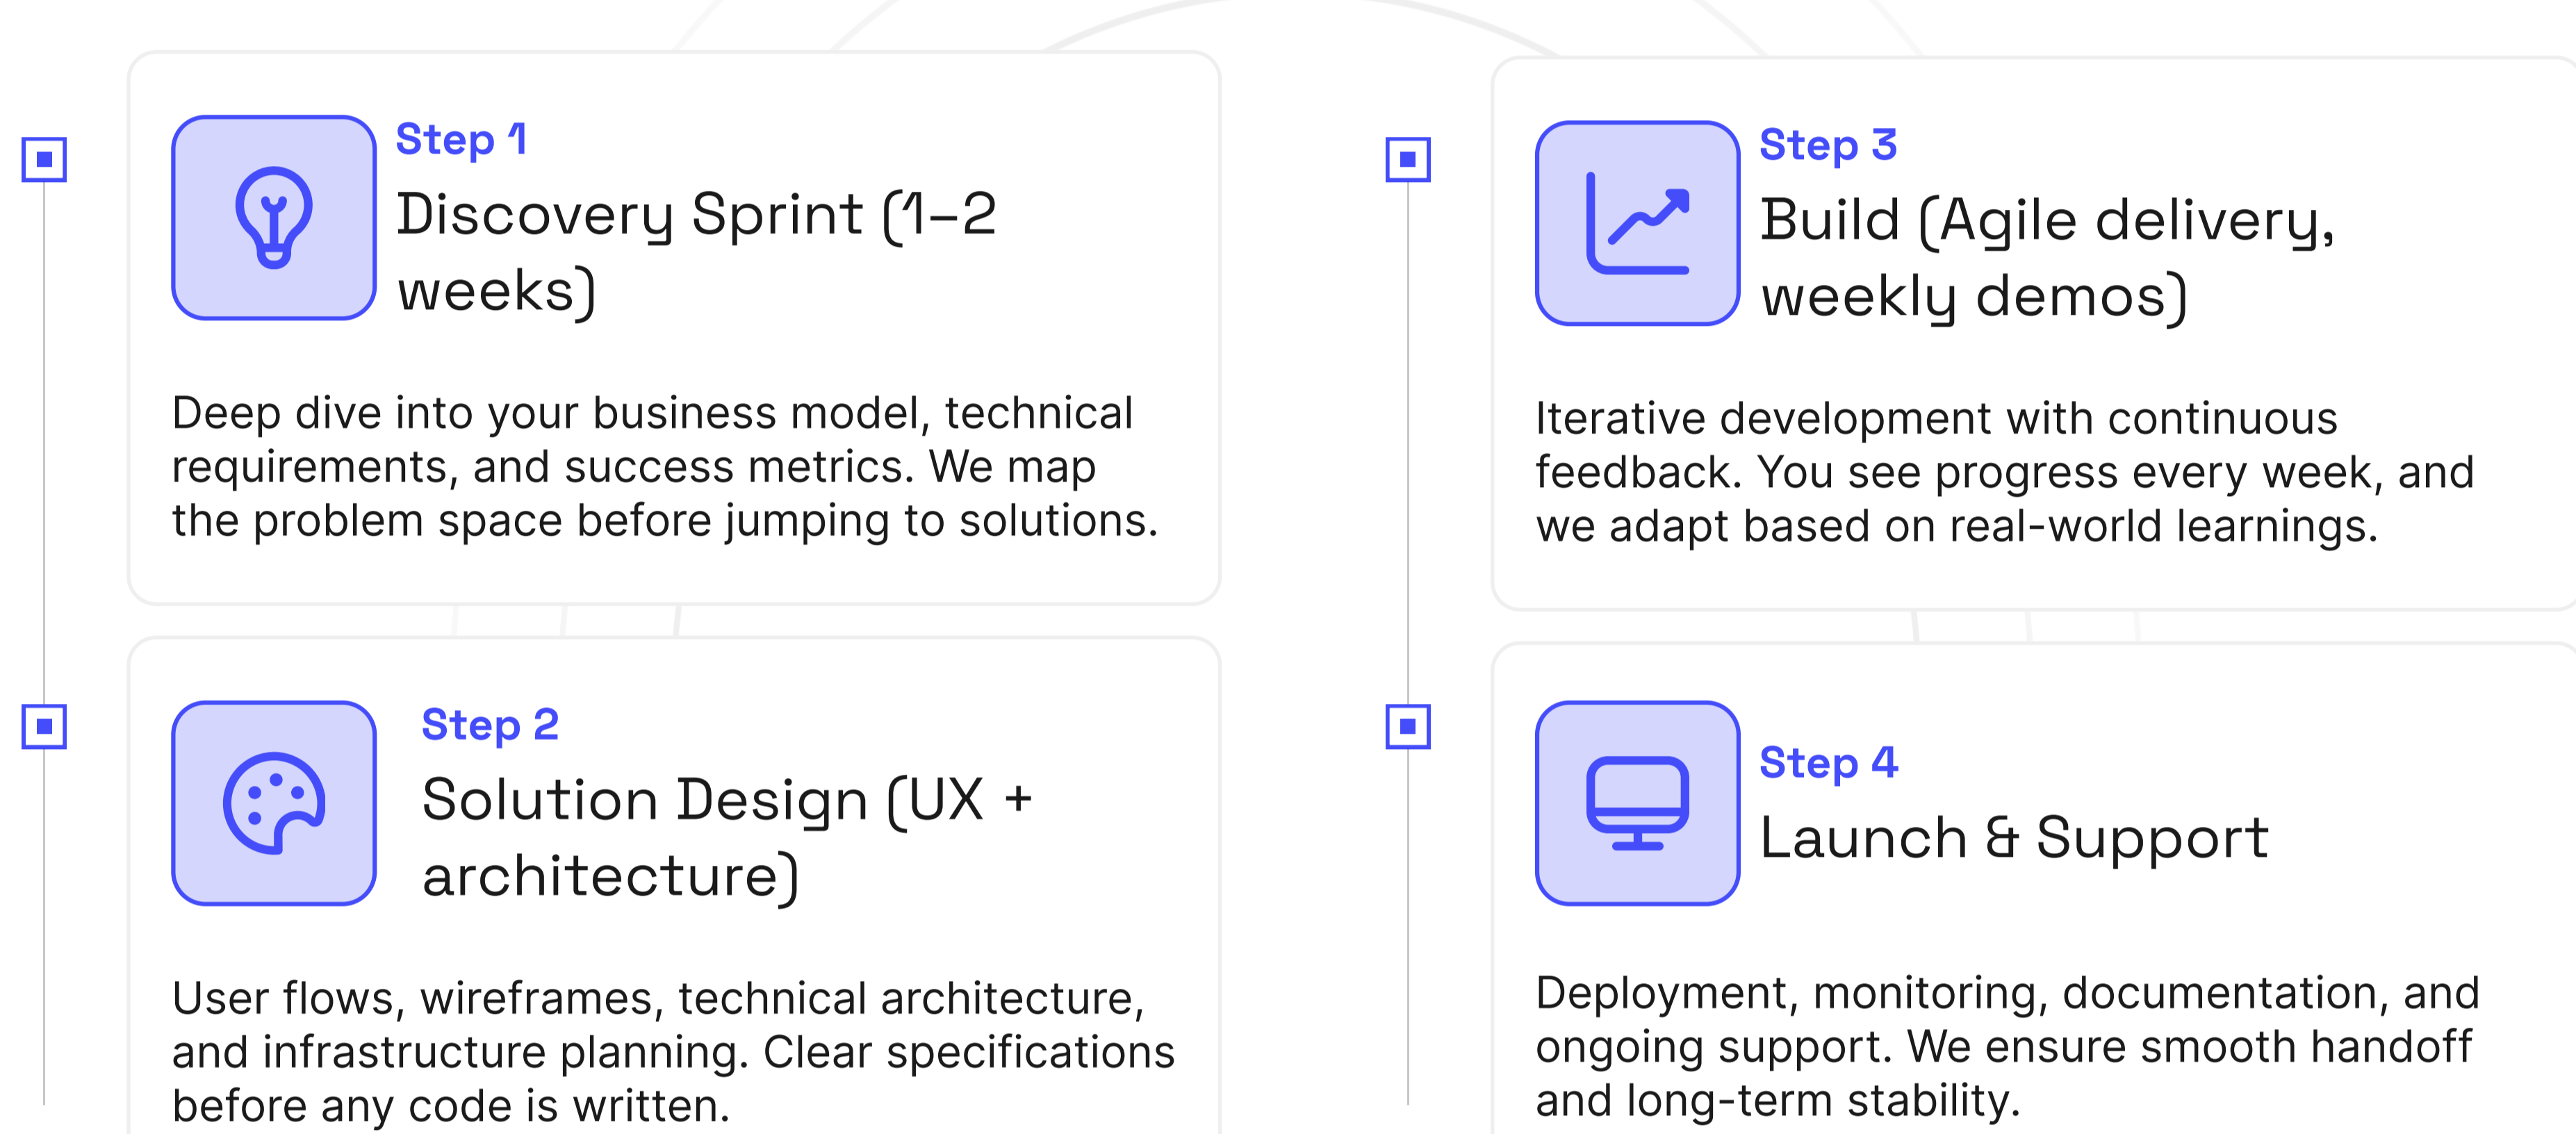 Step 1
Discovery Sprint (1–2
weeks)
Deep dive into your business model, technical
requirements, and success metrics. We map
the problem space before jumping to solutions.
Step 2
Solution Design (UX +
architecture)
User flows, wireframes, technical architecture,
and infrastructure planning. Clear specifications
before any code is written.
Step 3
Build (Agile delivery,
weekly demos)
Iterative development with continuous
feedback. You see progress every week, and
we adapt based on real-world learnings.
Step 4
Launch & Support
Deployment, monitoring, documentation, and
ongoing support. We ensure smooth handoff
and long-term stability.